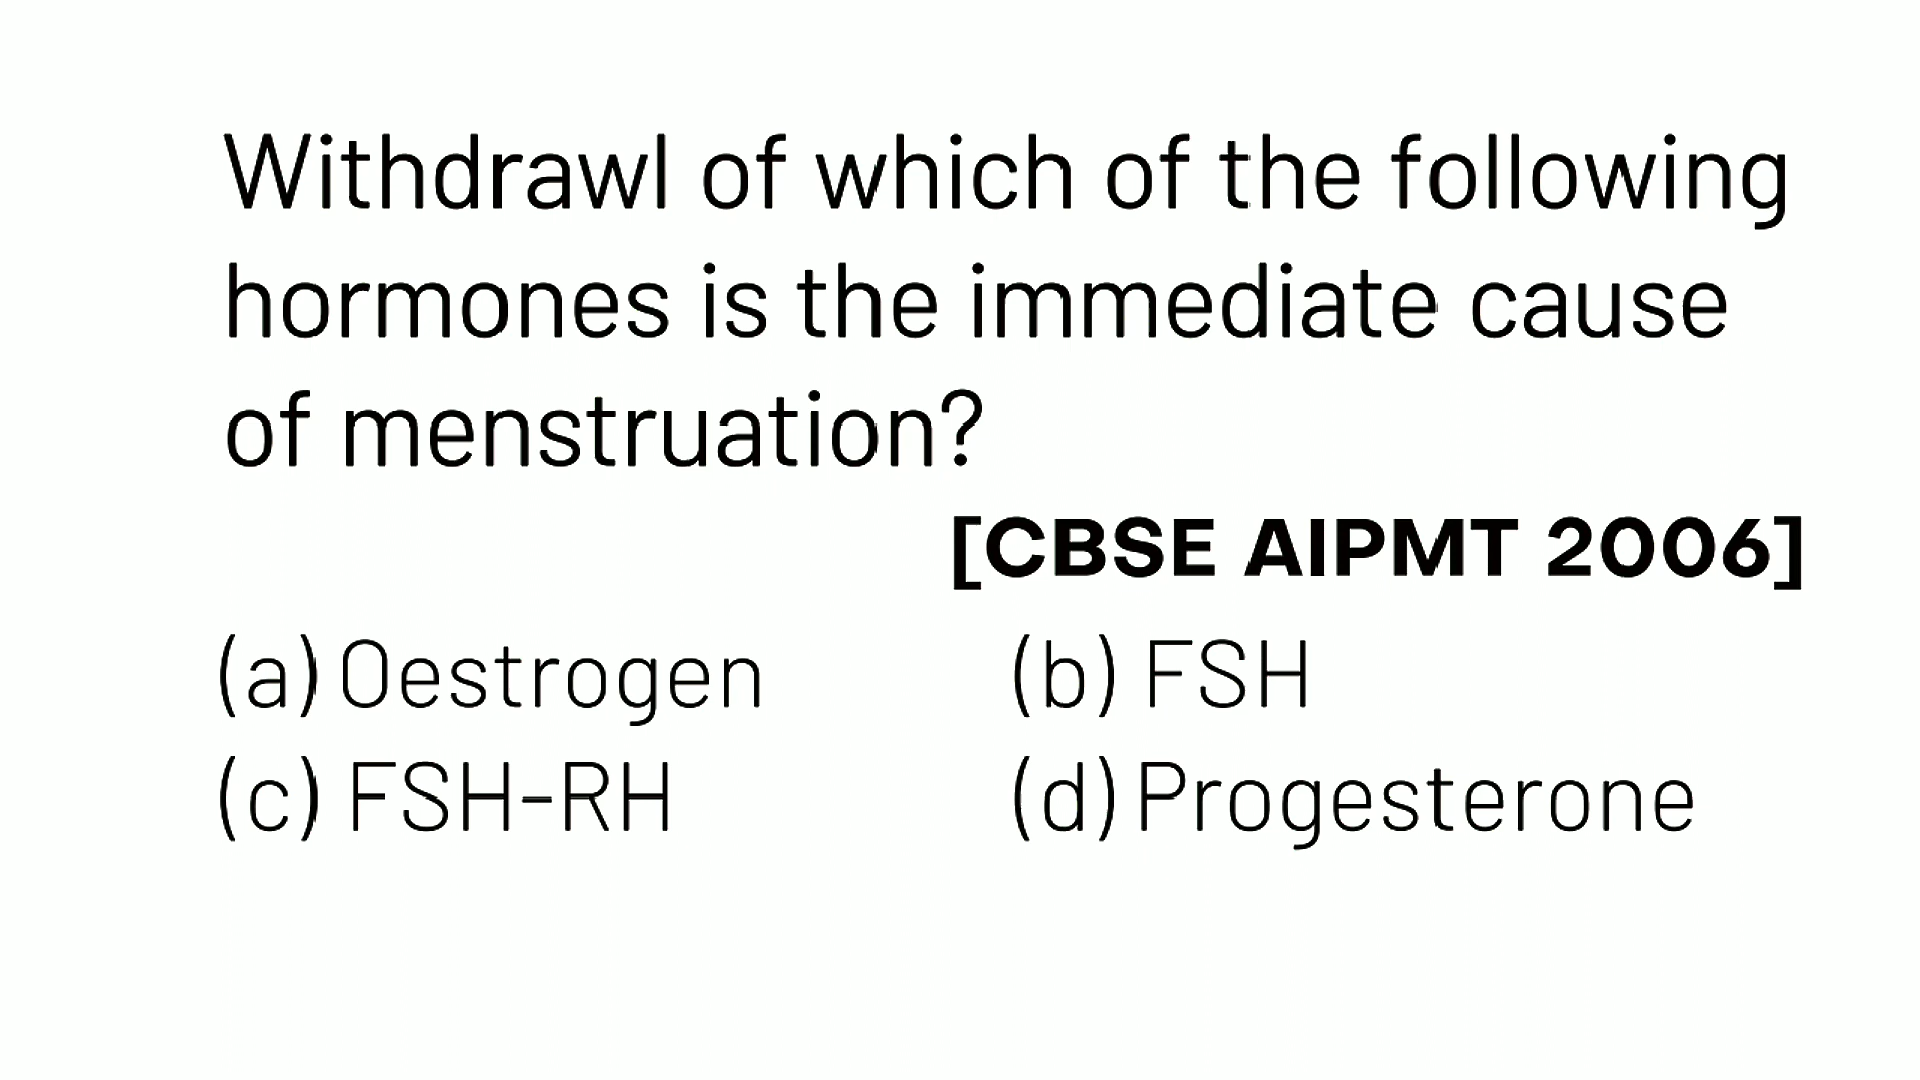 Withdrawl of which of the following
hormones is the immediate cause
of menstruation?
[CBSE AIPMT 2006]
(a) Oestrogen (b) FSH
(c) FSH-RH (d) Progesterone